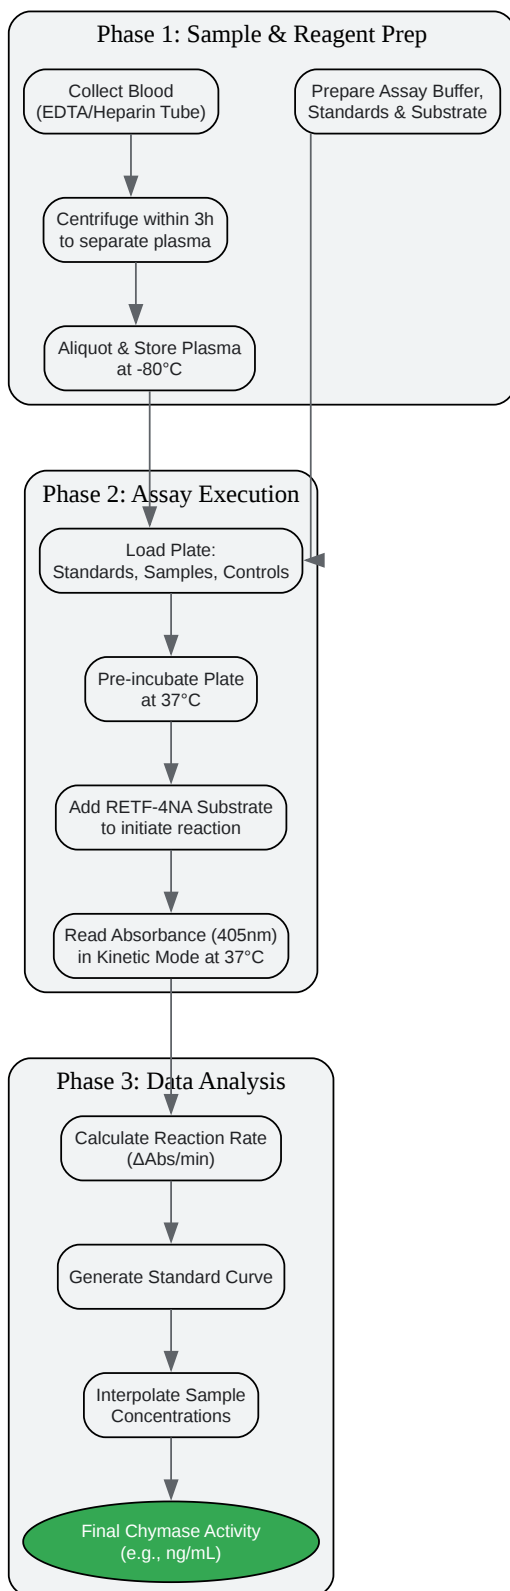 Phase 1: Sample & Reagent Prep
Collect Blood
(EDTA/Heparin Tube)
Prepare Assay Buffer,
Standards & Substrate
Centrifuge within 3h
to separate plasma
Aliquot & Store Plasma
at -80°C
Phase 2: Assay Execution
Load Plate:
Standards, Samples, Controls
Pre-incubate Plate
at 37°C
Add RETF-4NA Substrate
to initiate reaction
Read Absorbance (405nm)
in Kinetic Mode at 37°C
Phase 3: Data Analysis
Calculate Reaction Rate
(ΔAbs/min)
Generate Standard Curve
Interpolate Sample
Concentrations
Final Chymase Activity
(e.g., ng/mL)